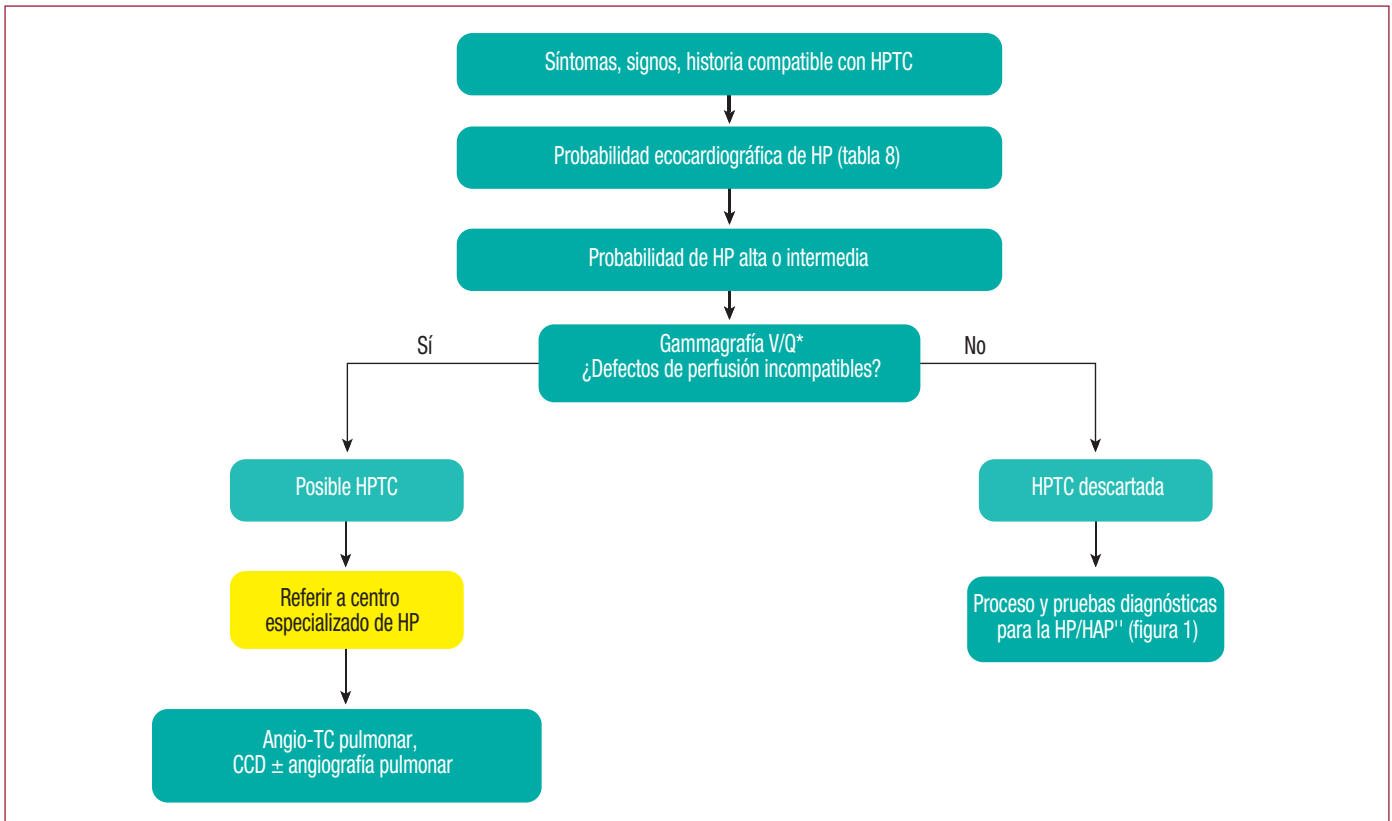 Síntomas, signos, historia compatible con HPTC
Probabilidad ecocardiográfica de HP (tabla 8)
Probabilidad de HP alta o intermedia
Gammagrafía V/Q*
¿Defectos de perfusión incompatibles?
Sí
No
Posible HPTC
HPTC descartada
Referir a centro
especializado de HP
Proceso y pruebas diagnósticas
para la HP/HAP'' (figura 1)
Angio-TC pulmonar,
CCD ± angiografía pulmonar